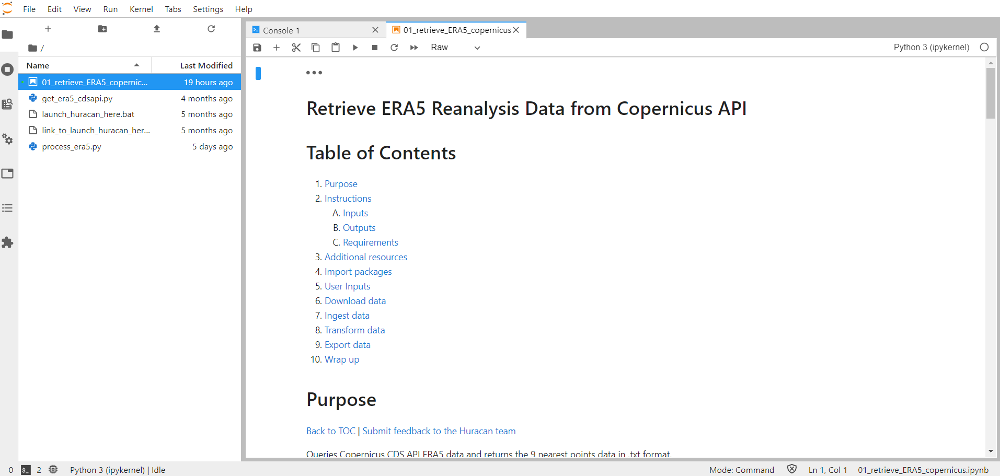 File Edit View Run Kernel Tabs Settings Help
/
Name Last Modified
01_retrieve_ERA5_copernic... 19 hours ago
get_era5_cdsapi.py 4 months ago
launch_huracan_here.bat 5 months ago
link_to_launch_huracan_her... 5 months ago
process_era5.py 5 days ago
Console 1
01_retrieve_ERA5_copernicus
Raw
Python 3 (ipykernel)
Retrieve ERA5 Reanalysis Data from Copernicus API
Table of Contents
1. Purpose
2. Instructions
A. Inputs
B. Outputs
C. Requirements
3. Additional resources
4. Import packages
5. User Inputs
6. Download data
7. Ingest data
8. Transform data
9. Export data
10. Wrap up
Purpose
Back to TOC | Submit feedback to the Huracan team
Queries Copernicus CDS API ERA5 data and returns the 9 nearest points data in .txt format.
0 $_ 2 Python 3 (ipykernel) | Idle
Mode: Command Ln 1, Col 1 01_retrieve_ERA5_copernicus.ipynb